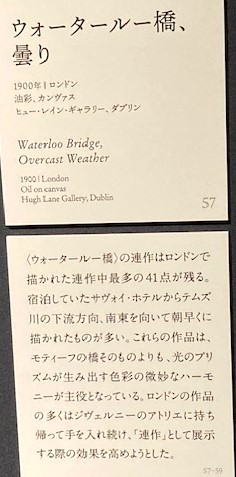 ウォータールー橋、
曇り
1900年 | ロンドン
油彩、カンヴァス
ヒュー・レイン・ギャラリー、ダブリン
Waterloo Bridge,
Overcast Weather
1900 | London
Oil on canvas
Hugh Lane Gallery, Dublin
57
〈ウォータールー橋〉の連作はロンドンで
描かれた連作中最多の41点が残る。
宿泊していたサヴォイ・ホテルからテムズ
川の下流方向、南東を向いて朝早くに
描かれたものが多い。これらの作品は、
モティーフの橋そのものよりも、光のプリ
ズムが生み出す色彩の微妙なハーモ
ニーが主役となっている。ロンドンの作品
の多くはジヴェルニーのアトリエに持ち
帰って手を入れ続け、「連作」として展示
する際の効果を高めようとした。
57-59